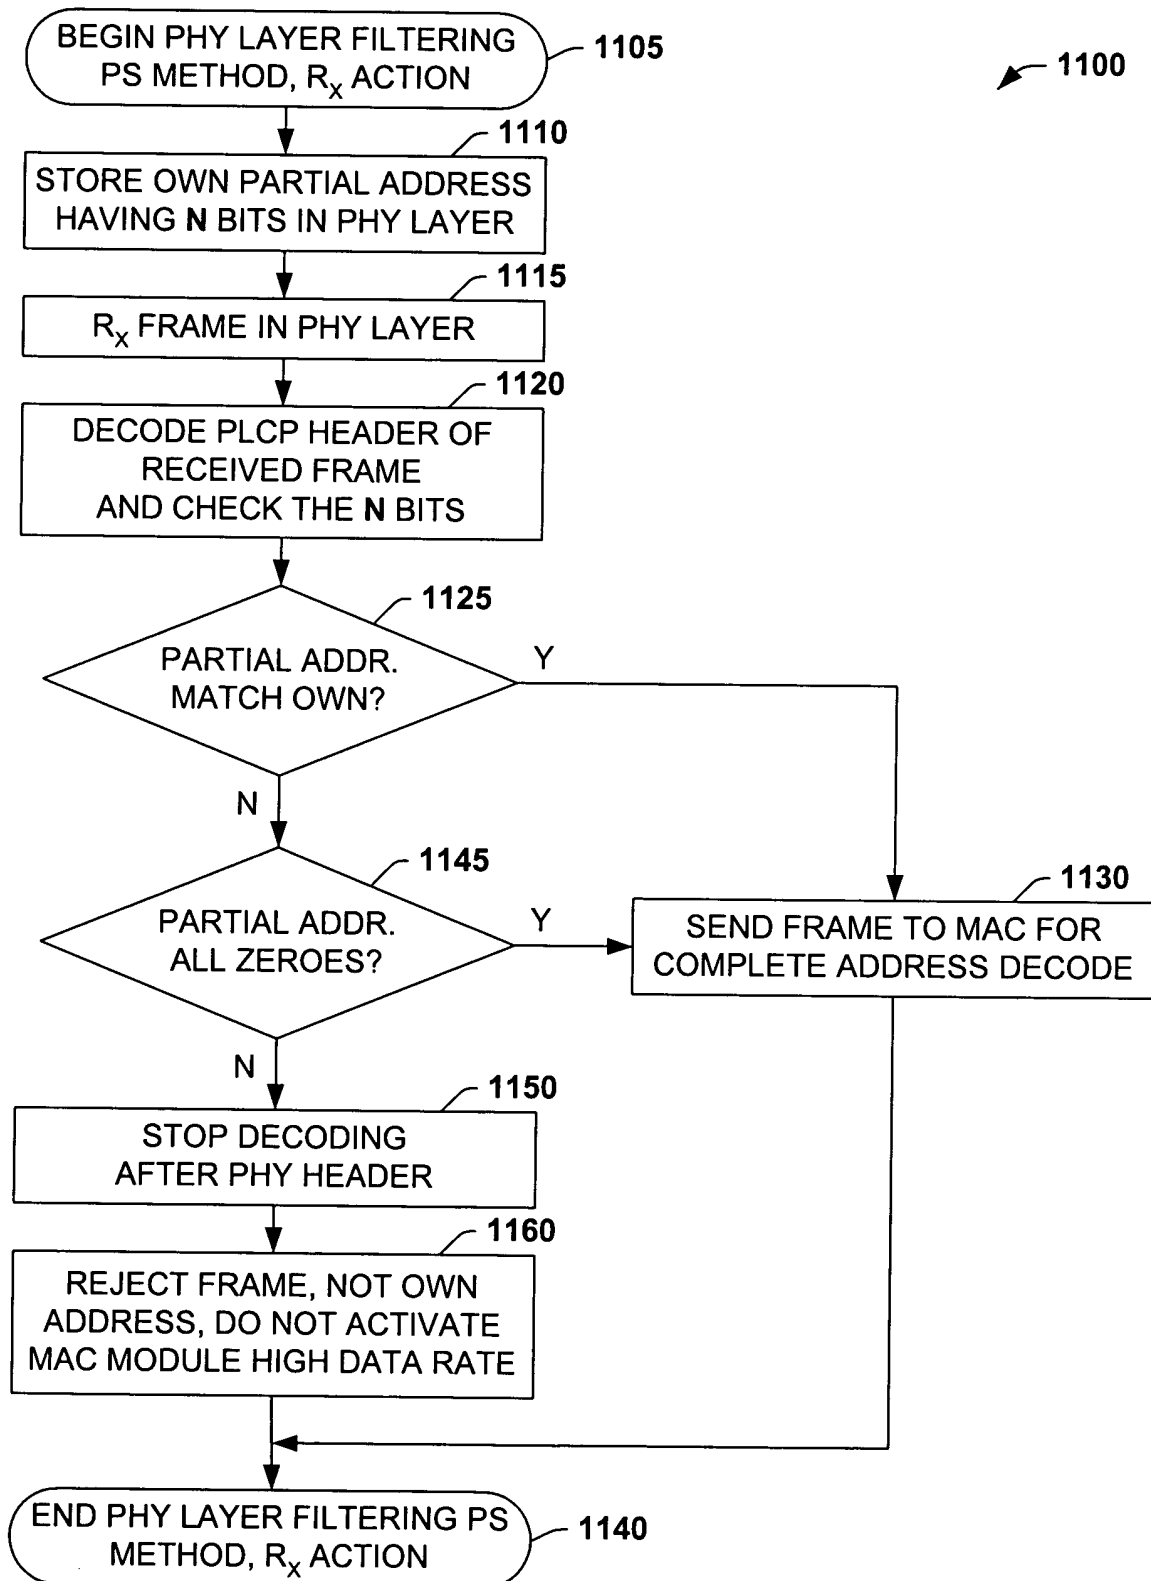 BEGIN PHY LAYER FILTERING
PS METHOD, RX ACTION
1105
1100
1110
STORE OWN PARTIAL ADDRESS
HAVING N BITS IN PHY LAYER
1115
RX FRAME IN PHY LAYER
1120
DECODE PLCP HEADER OF
RECEIVED FRAME
AND CHECK THE N BITS
1125
PARTIAL ADDR.
MATCH OWN?
Y
N
1145
PARTIAL ADDR.
ALL ZEROES?
Y
1130
SEND FRAME TO MAC FOR
COMPLETE ADDRESS DECODE
N
1150
STOP DECODING
AFTER PHY HEADER
1160
REJECT FRAME, NOT OWN
ADDRESS, DO NOT ACTIVATE
MAC MODULE HIGH DATA RATE
END PHY LAYER FILTERING PS
METHOD, RX ACTION
1140